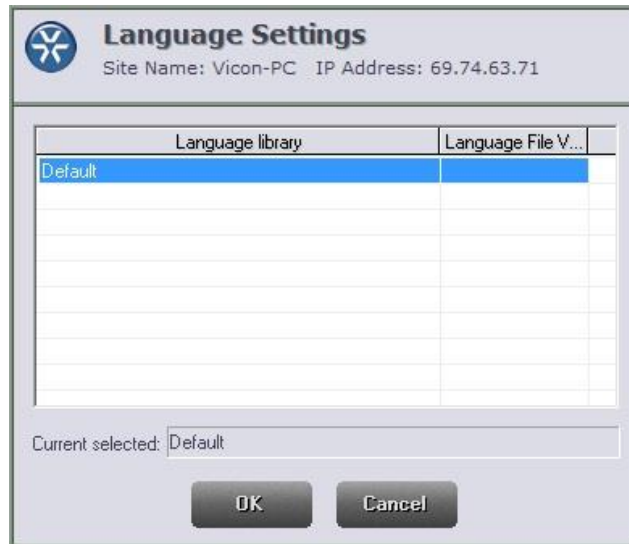 Language Settings
Site Name: Vicon-PC IP Address: 69.74.63.71
Language library Language File V...
Default
Current selected: Default
OK Cancel